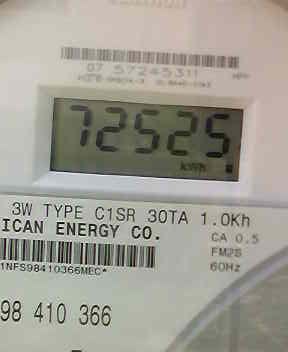 07 57245311
72525
kWh
3W TYPE C1SR 30TA 1.0Kh
ICAN ENERGY CO.
CA 0.5
FM2S
60Hz
1NFS98410366MEC*
98 410 366